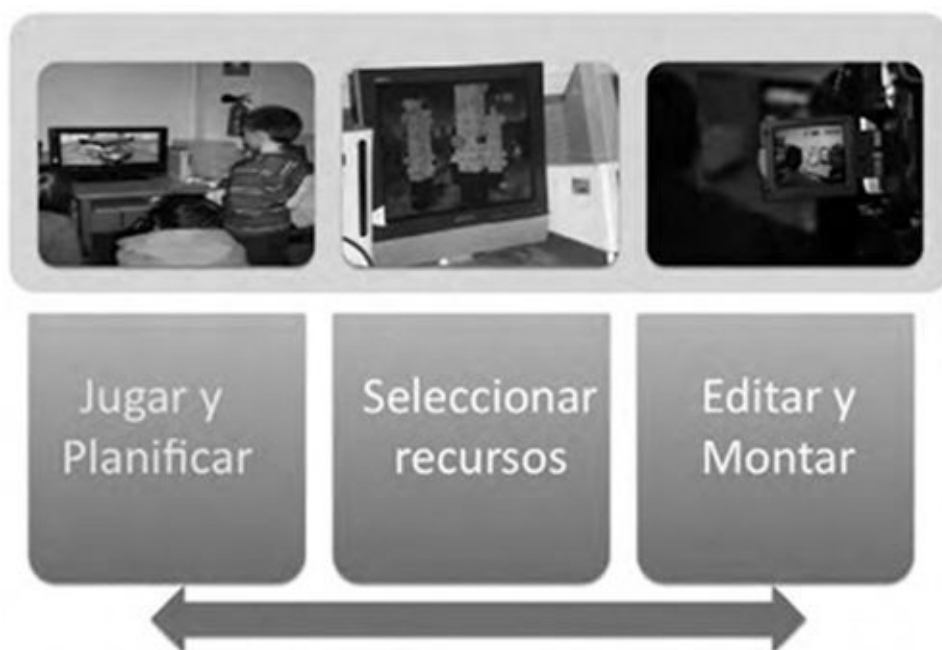 Jugar y
Planificar
Seleccionar
recursos
Editar y
Montar